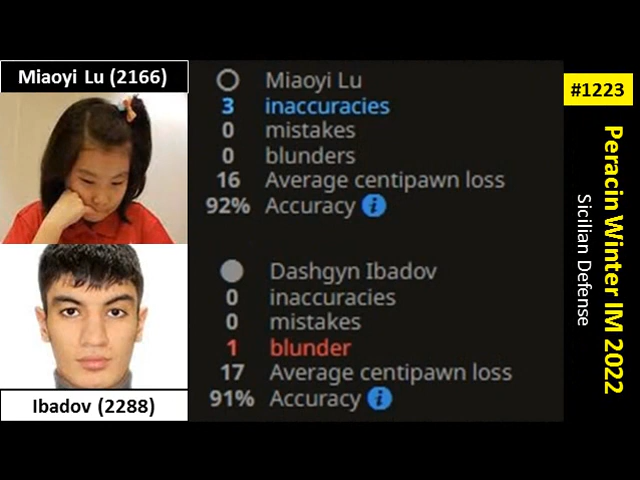 Miaoyi Lu (2166)
Miaoyi Lu
3 inaccuracies
0 mistakes
0 blunders
16 Average centipawn loss
92% Accuracy i
Dashgyn Ibadov
0 inaccuracies
0 mistakes
1 blunder
17 Average centipawn loss
91% Accuracy i
Ibadov (2288)
#1223
Peracin Winter IM 2022
Sicilian Defense